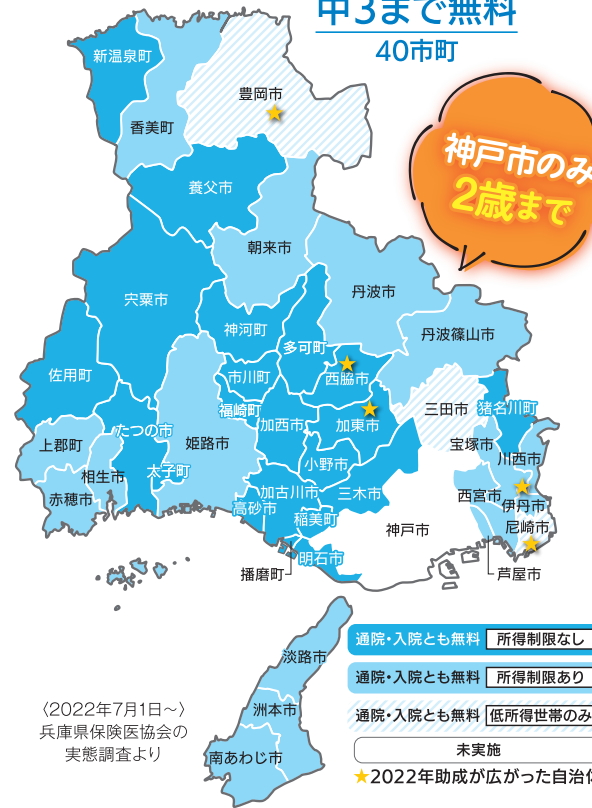 中3まで無料
40市町
神戸市のみ
2歳まで
新温泉町
香美町
豊岡市
養父市
朝来市
宍粟市
丹波市
丹波篠山市
神河町
多可町
佐用町
市川町
西脇市
三田市
猪名川町
福崎町
加西市
加東市
宝塚市
川西市
上郡町
たつの市
姫路市
小野市
相生市
太子町
赤穂市
加古川市
三木市
西宮市
伊丹市
高砂市
稲美町
神戸市
尼崎市
播磨町
明石市
芦屋市
淡路市
洲本市
南あわじ市
通院・入院とも無料 所得制限なし
通院・入院とも無料 所得制限あり
通院・入院とも無料 低所得世帯のみ
未実施
★2022年助成が広がった自治体
〈2022年7月1日〜〉
兵庫県保険医協会の
実態調査より